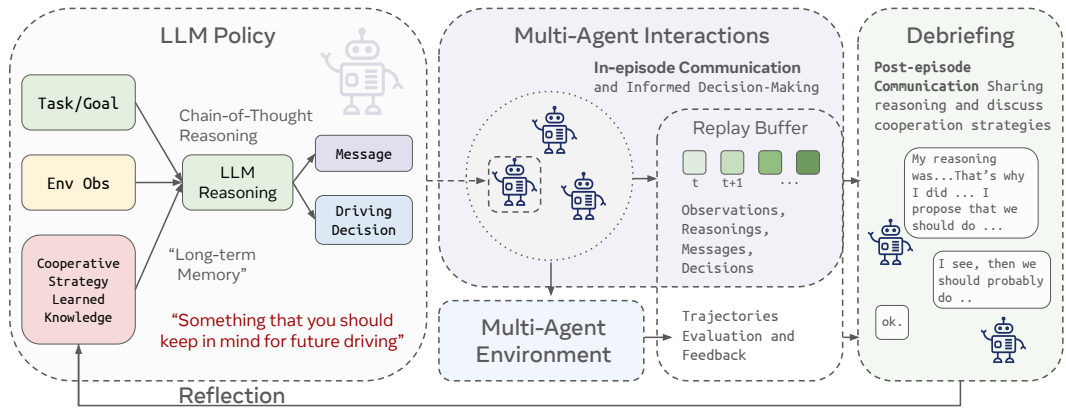 LLM Policy
Task/Goal
Env Obs
Cooperative
Strategy
Learned
Knowledge
Chain-of-Thought
Reasoning
LLM
Reasoning
Message
Driving
Decision
“Long-term
Memory”
“Something that you should
keep in mind for future driving”
Reflection
Multi-Agent Interactions
In-episode Communication
and Informed Decision-Making
Replay Buffer
t
t+1
...
Observations,
Reasonings,
Messages,
Decisions
Multi-Agent
Environment
Trajectories
Evaluation and
Feedback
Debriefing
Post-episode
Communication Sharing
reasoning and discuss
cooperation strategies
My reasoning
was...That’s why
I did ... I
propose that we
should do ...
I see, then we
should probably
do ..
ok.